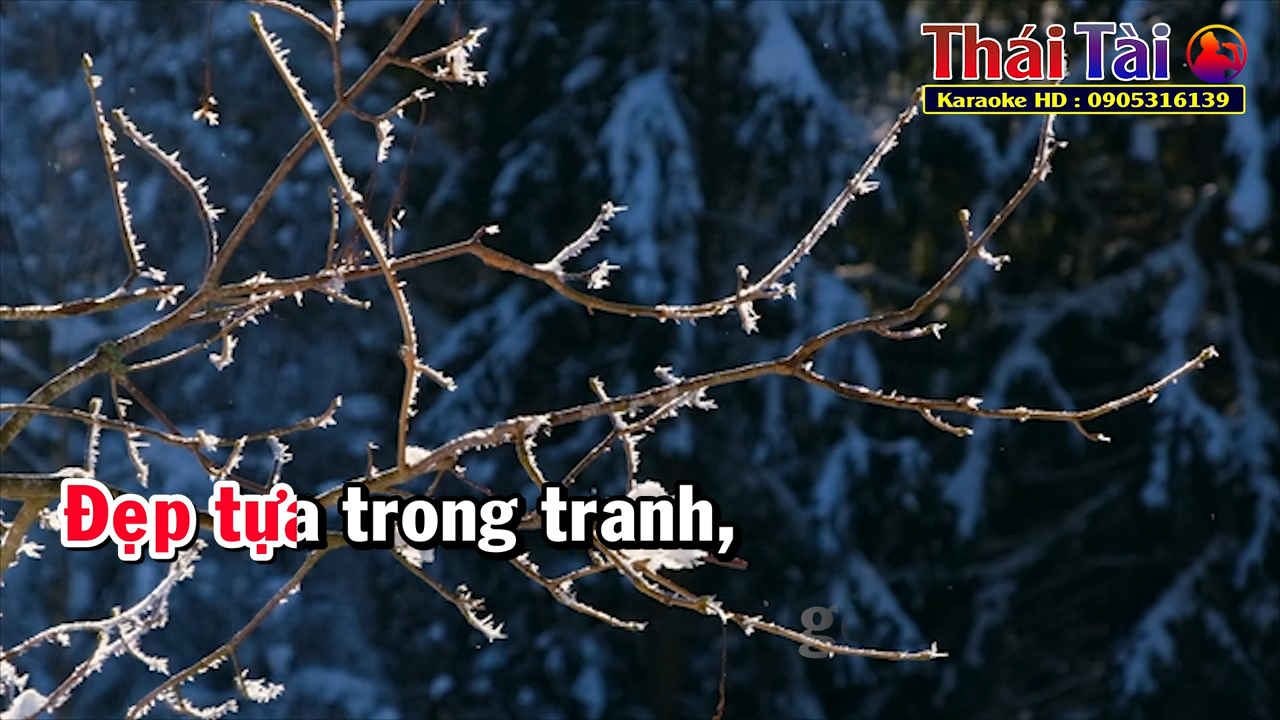 Thái Tài
Karaoke HD : 0905316139
Đẹp tựa trong tranh,